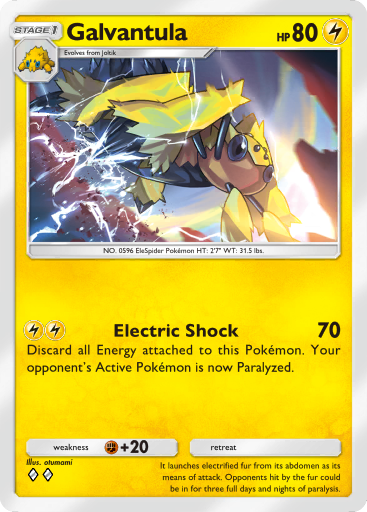 STAGE 1
Galvantula
HP 80
Evolves from Joltik
NO. 0596 EleSpider Pokémon HT: 2'7" WT: 31.5 lbs.
Electric Shock 70
Discard all Energy attached to this Pokémon. Your
opponent's Active Pokémon is now Paralyzed.
weakness +20 retreat
Illus. otumami
It launches electrified fur from its abdomen as its
means of attack. Opponents hit by the fur could
be in for three full days and nights of paralysis.